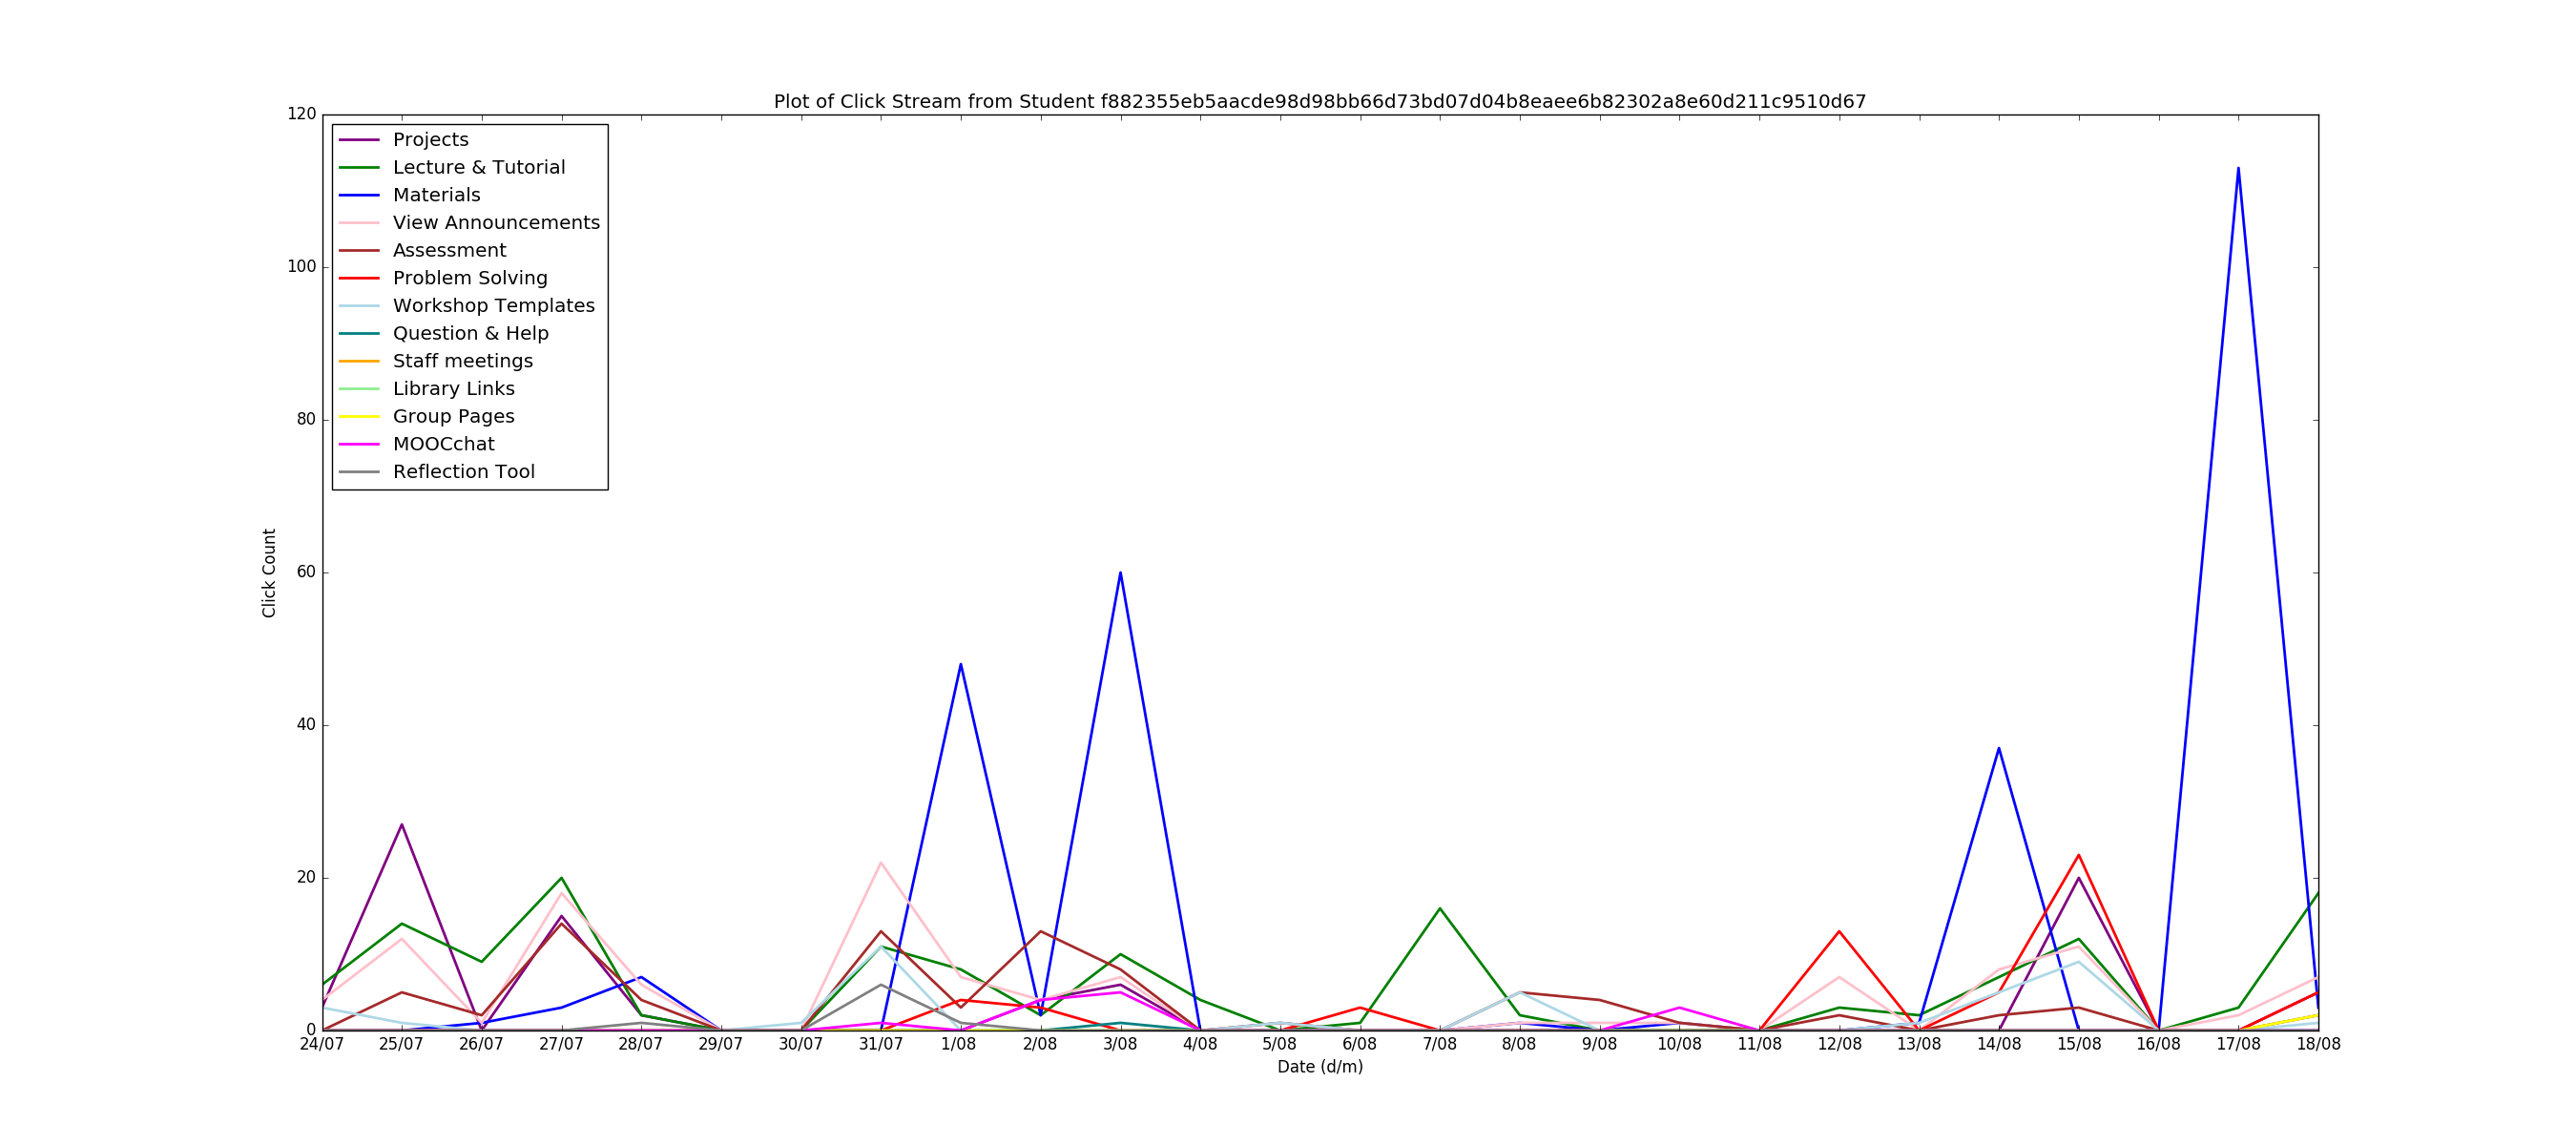 Plot of Click Stream from Student f882355eb5aacde98d98bb66d73bd07d04b8eaee6b82302a8e60d211c9510d67
120
100
80
60
40
20
0
Click Count
Projects
Lecture & Tutorial
Materials
View Announcements
Assessment
Problem Solving
Workshop Templates
Question & Help
Staff meetings
Library Links
Group Pages
MOOCchat
Reflection Tool
24/07 25/07 26/07 27/07 28/07 29/07 30/07 31/07 1/08 2/08 3/08 4/08 5/08 6/08 7/08 8/08 9/08 10/08 11/08 12/08 13/08 14/08 15/08 16/08 17/08 18/08
Date (d/m)